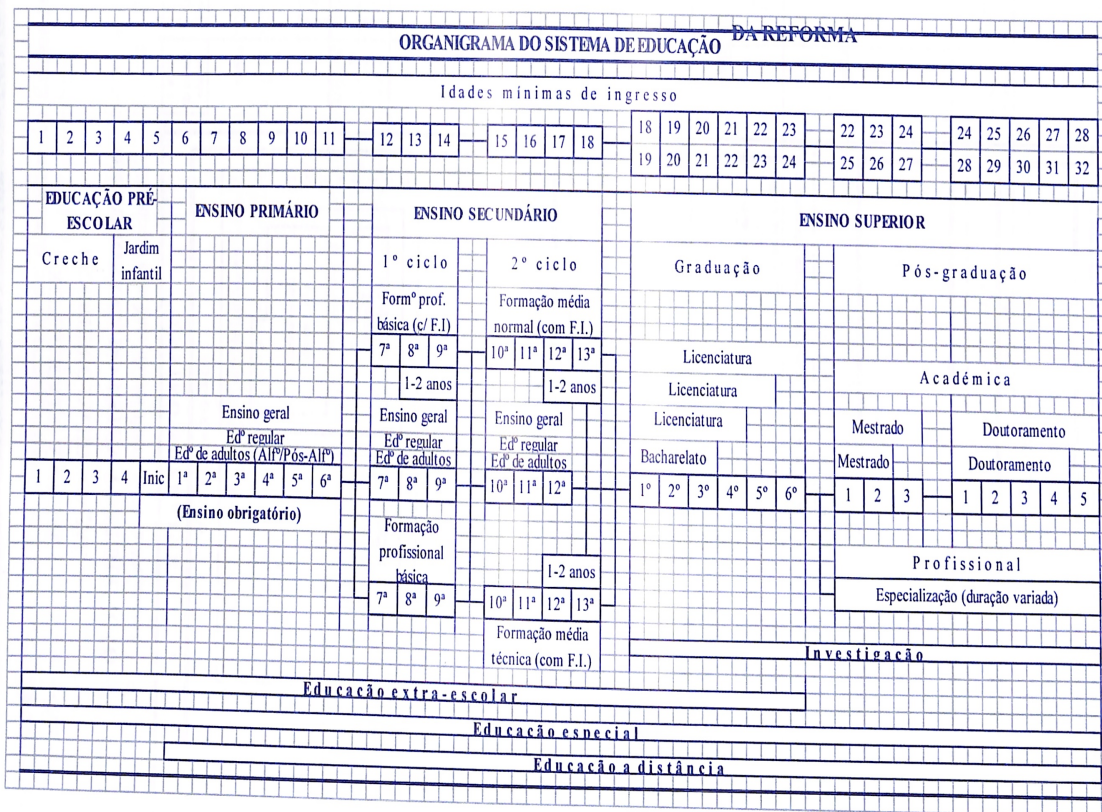 DA REFORMA
ORGANIGRAMA DO SISTEMA DE EDUCAÇÃO
Idades mínimas de ingresso
1 2 3 4 5 6 7 8 9 10 11 12 13 14 15 16 17 18 18 19 20 21 22 23 22 23 24 24 25 26 27 28
19 20 21 22 23 24 25 26 27 28 29 30 31 32
EDUCAÇÃO PRÉ-
ESCOLAR
ENSINO PRIMÁRIO
ENSINO SECUNDÁRIO
ENSINO SUPERIOR
Creche
Jardim
infantil
1º ciclo
2º ciclo
Graduação
Pós-graduação
Formº prof.
básica (c/ F.I)
Formação média
normal (com F.I.)
7ª 8ª 9ª
10ª 11ª 12ª 13ª
1-2 anos
1-2 anos
Licenciatura
Licenciatura
Licenciatura
Bacharelato
Académica
Mestrado
Doutoramento
Mestrado
Doutoramento
Ensino geral
Edº regular
Edº de adultos (Alfº/Pós-Alfº)
Ensino geral
Edº regular
Edº de adultos
Ensino geral
Edº regular
Edº de adultos
1 2 3 4 Inic 1ª 2ª 3ª 4ª 5ª 6ª 7ª 8ª 9ª 10ª 11ª 12ª 1º 2º 3º 4º 5º 6º 1 2 3 1 2 3 4 5
(Ensino obrigatório)
Formação
profissional
básica
7ª 8ª 9ª
1-2 anos
10ª 11ª 12ª 13ª
Formação média
técnica (com F.I.)
Profissional
Especialização (duração variada)
Investigação
Educação extra-escolar
Educação especial
Educação a distância